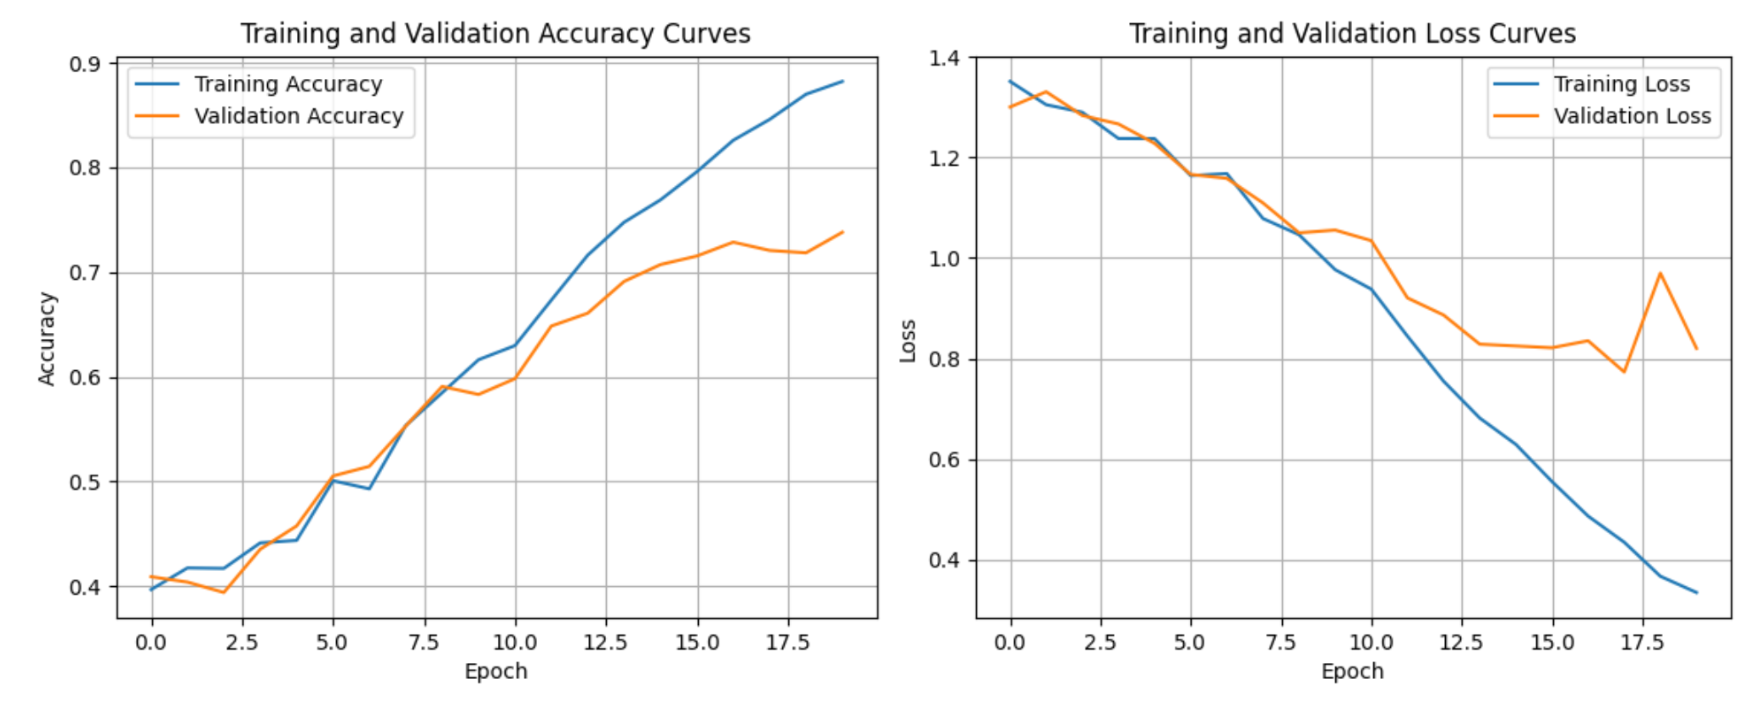 Training and Validation Accuracy Curves
Training Accuracy
Validation Accuracy
0.9
0.8
0.7
0.6
0.5
0.4
Accuracy
0.0 2.5 5.0 7.5 10.0 12.5 15.0 17.5
Epoch
Training and Validation Loss Curves
Training Loss
Validation Loss
1.4
1.2
1.0
0.8
0.6
0.4
Loss
0.0 2.5 5.0 7.5 10.0 12.5 15.0 17.5
Epoch